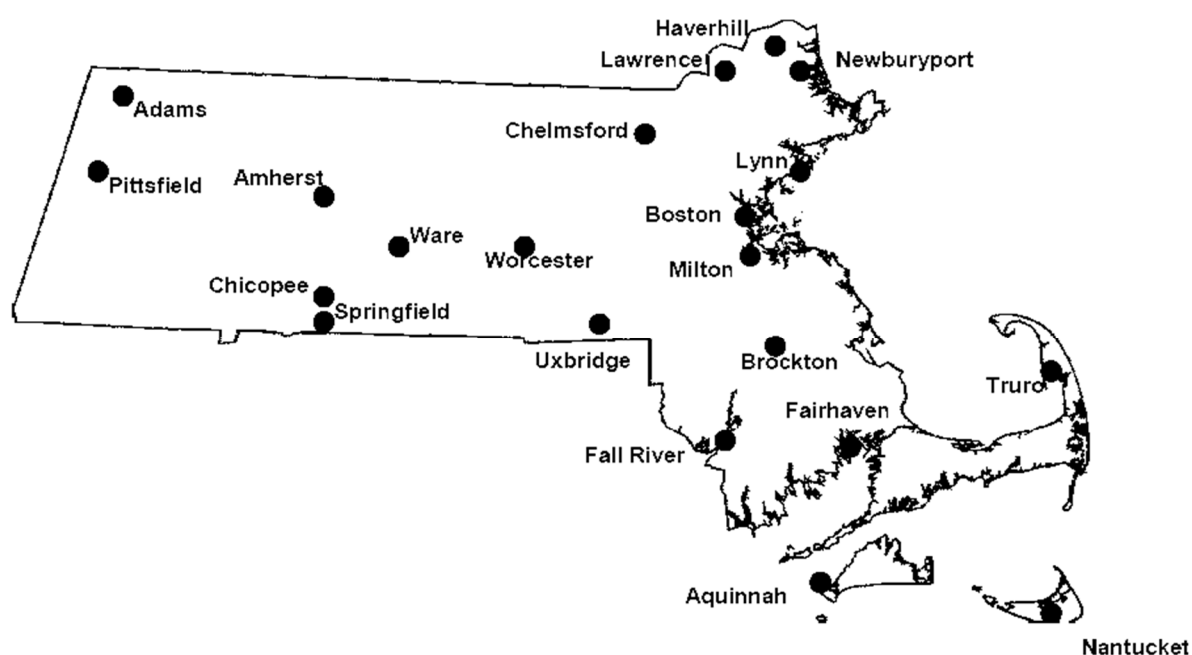 Haverhill
Lawrence
Newburyport
Adams
Chelmsford
Lynn
Pittsfield
Amherst
Boston
Ware
Worcester
Milton
Chicopee
Springfield
Uxbridge
Brockton
Truro
Fairhaven
Fall River
Aquinnah
Nantucket